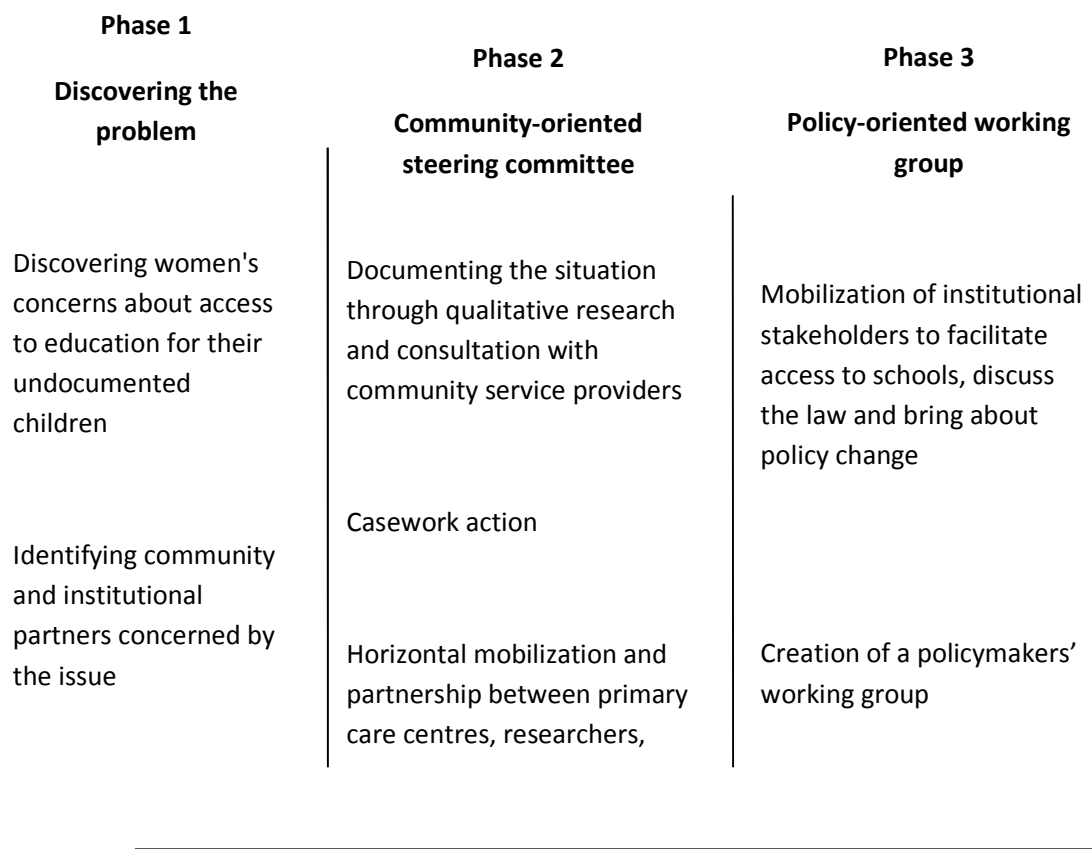 Phase 1
Discovering the
problem
Discovering women's
concerns about access
to education for their
undocumented
children
Identifying community
and institutional
partners concerned by
the issue
Phase 2
Community-oriented
steering committee
Documenting the situation
through qualitative research
and consultation with
community service providers
Casework action
Horizontal mobilization and
partnership between primary
care centres, researchers,
Phase 3
Policy-oriented working
group
Mobilization of institutional
stakeholders to facilitate
access to schools, discuss
the law and bring about
policy change
Creation of a policymakers’
working group